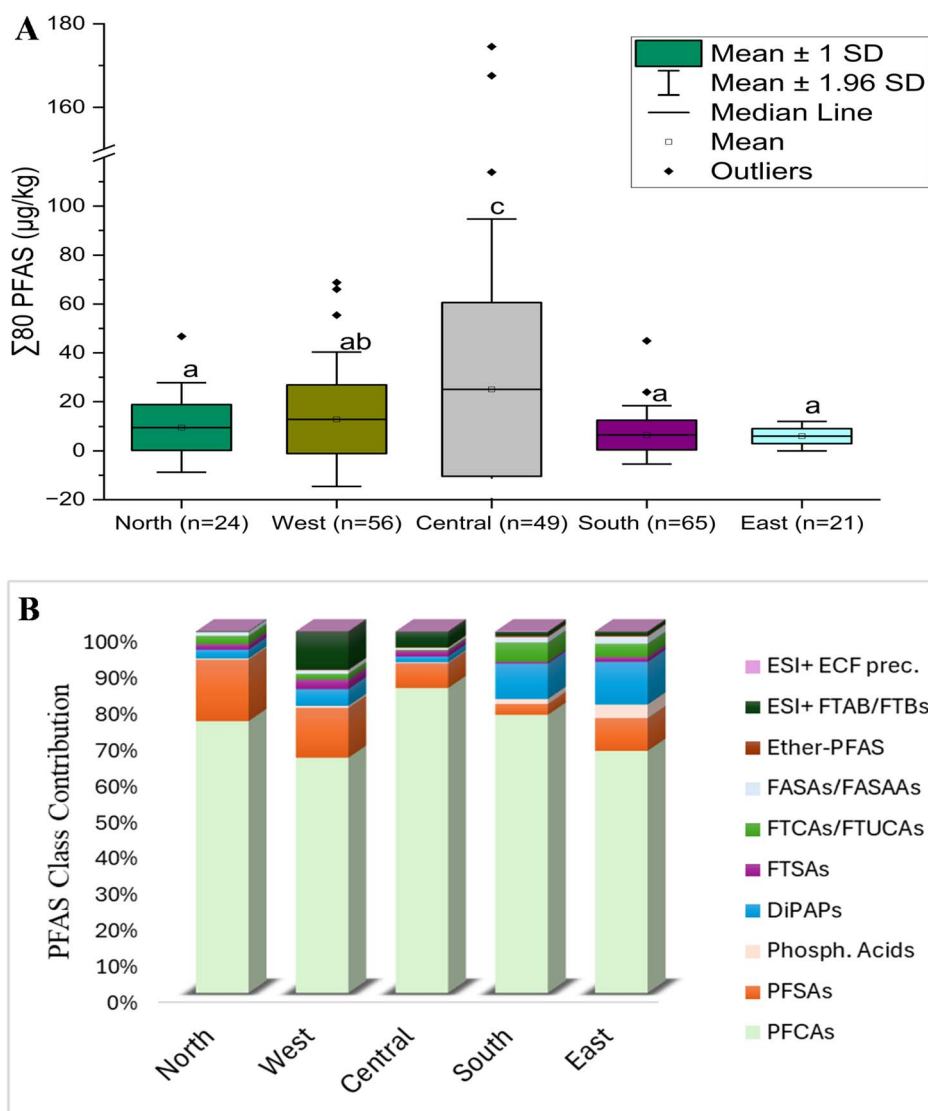 A
Mean ± 1 SD
Mean ± 1.96 SD
Median Line
Mean
Outliers
180
160
100
80
60
40
20
0
−20
∑80 PFAS (µg/kg)
a
ab
c
a
a
North (n=24) West (n=56) Central (n=49) South (n=65) East (n=21)
B
100%
90%
80%
70%
60%
50%
40%
30%
20%
10%
0%
PFAS Class Contribution
North West Central South East
ESI+ ECF prec.
ESI+ FTAB/FTBs
Ether-PFAS
FASAs/FASAAs
FTCAs/FTUCAs
FTSAs
DiPAPs
Phosph. Acids
PFSAs
PFCAs